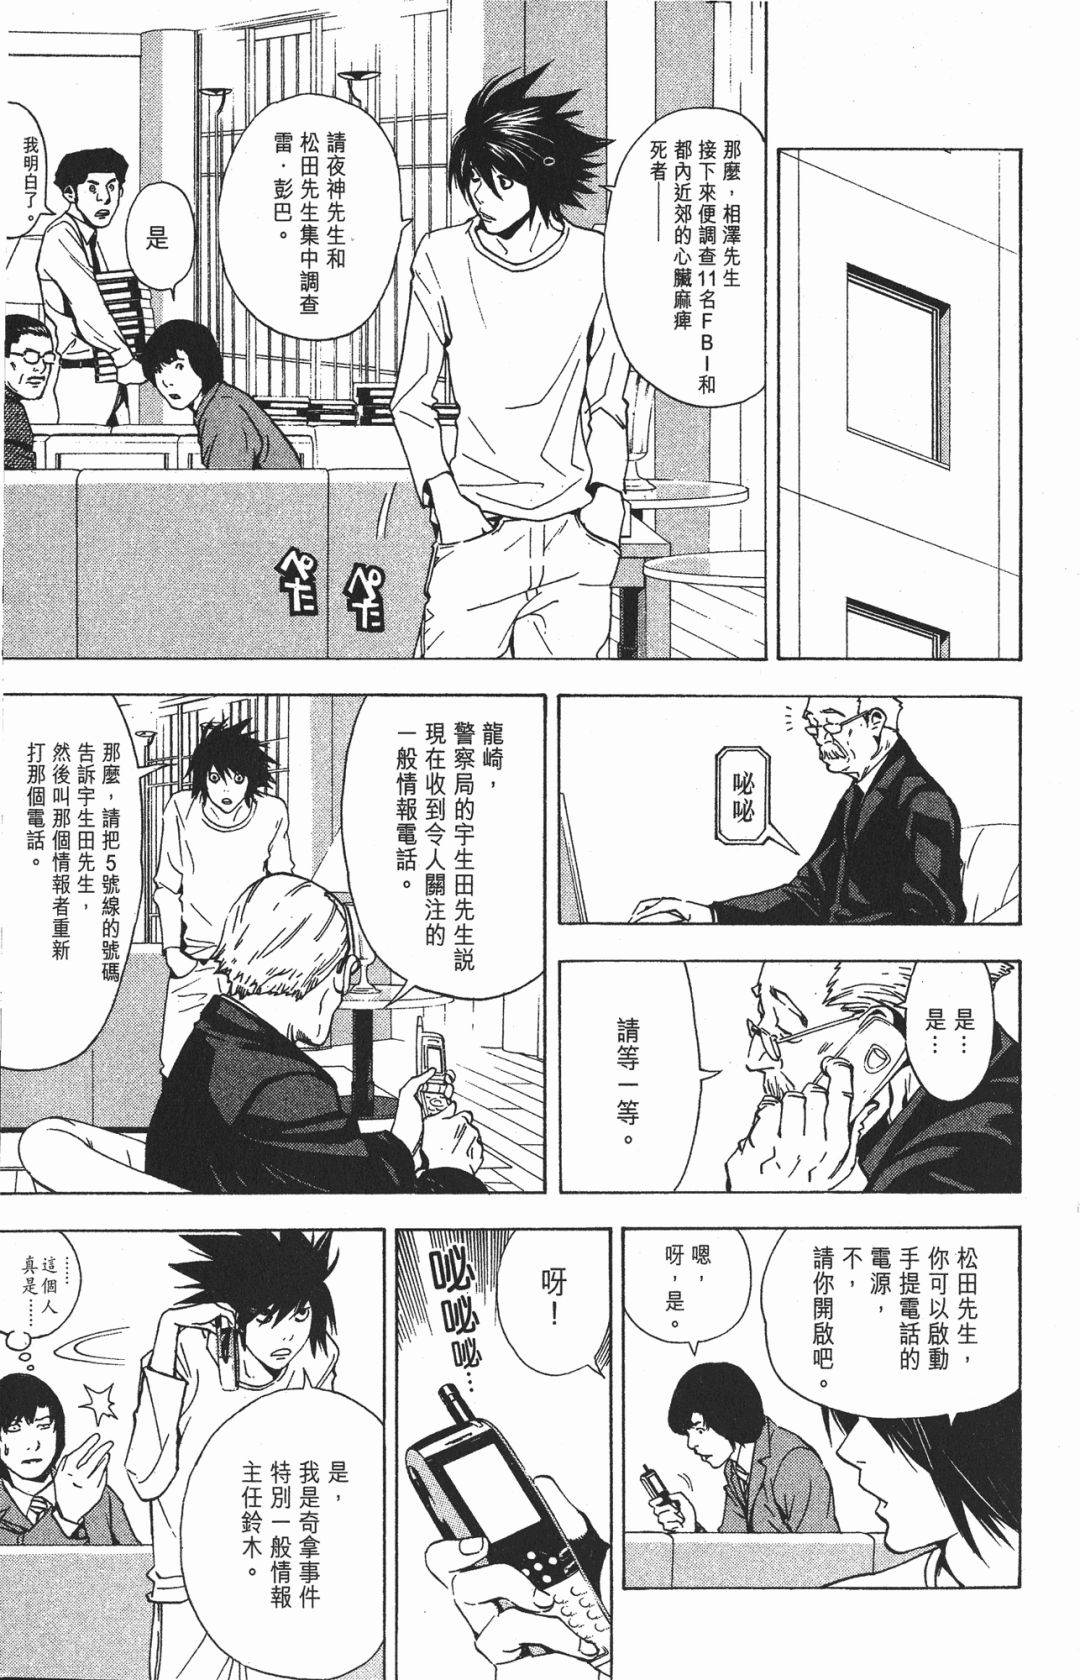 那麼，相澤先生
接下來便調查11名FBI和
都內近郊的心臟麻痺
死者——
請夜神先生和
松田先生集中調查
雷．彭巴。
是
我明白了。
ぺた
ぺた
嗶嗶
是…
是…
請等一等。
龍崎，
警察局的宇生田先生説
現在收到令人關注的
一般情報電話。
那麼，請把5號線的號碼
告訴宇生田先生，
然後叫那個情報者重新
打那個電話。
松田先生，
你可以啟動
手提電話的
電源，
不，
請你開啟吧。
嗯，
呀，是。
呀！
嗶嗶嗶…
是，
我是奇拿事件
特別一般情報
主任鈴木。
……
這個人
真是……